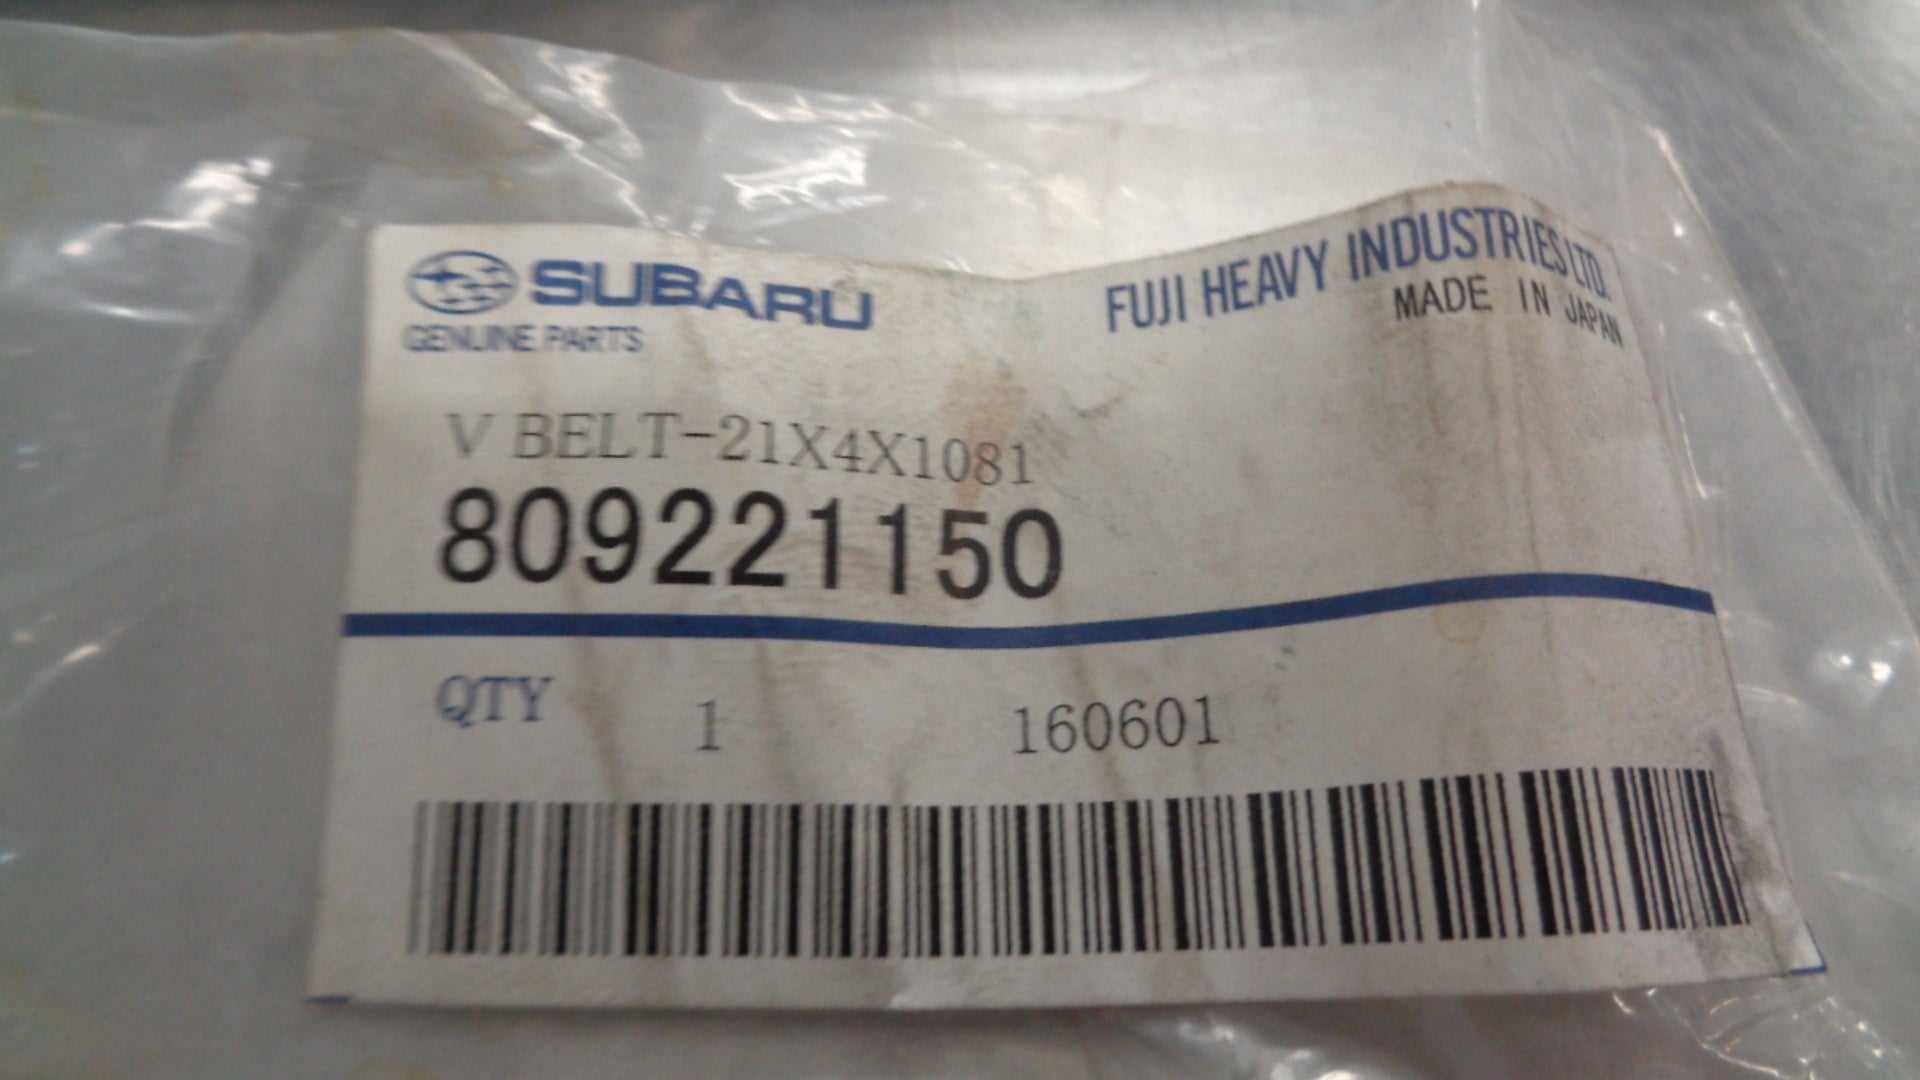 SUBARU
GENUINE PARTS
FUJI HEAVY INDUSTRIES LTD.
MADE IN JAPAN
V BELT-21X4X1081
809221150
QTY 1 160601